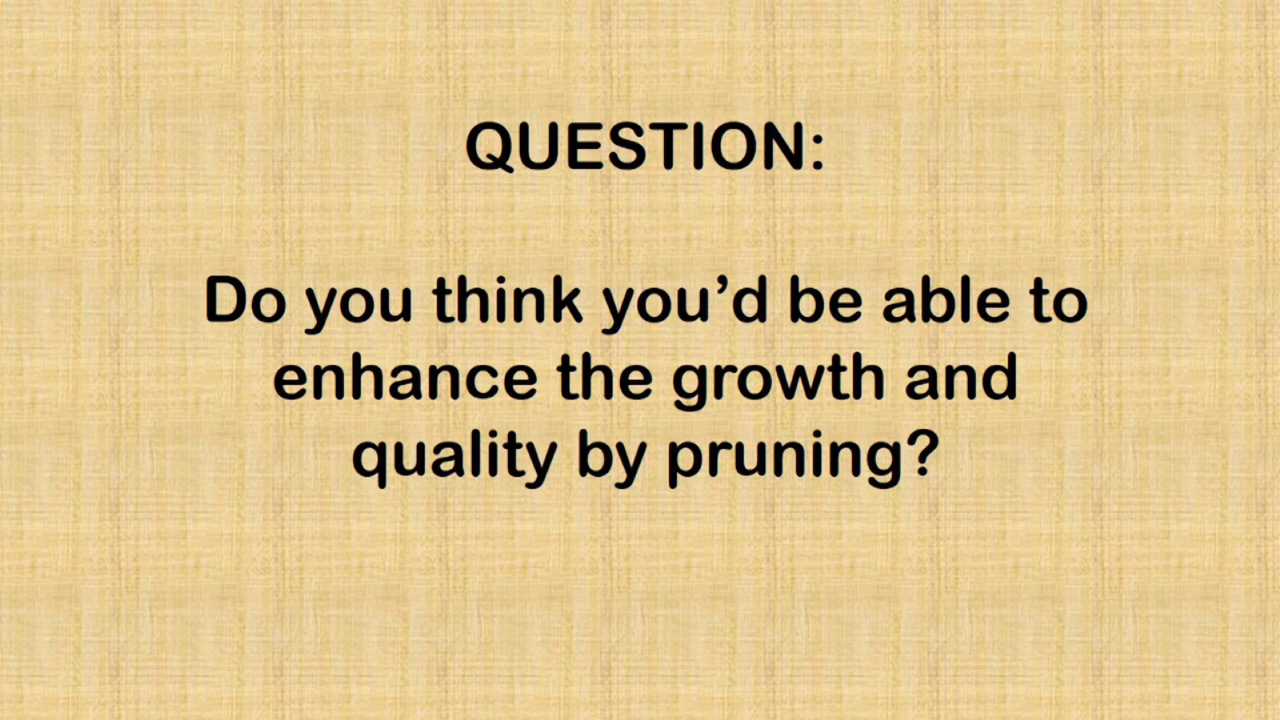 QUESTION:
Do you think you’d be able to
enhance the growth and
quality by pruning?